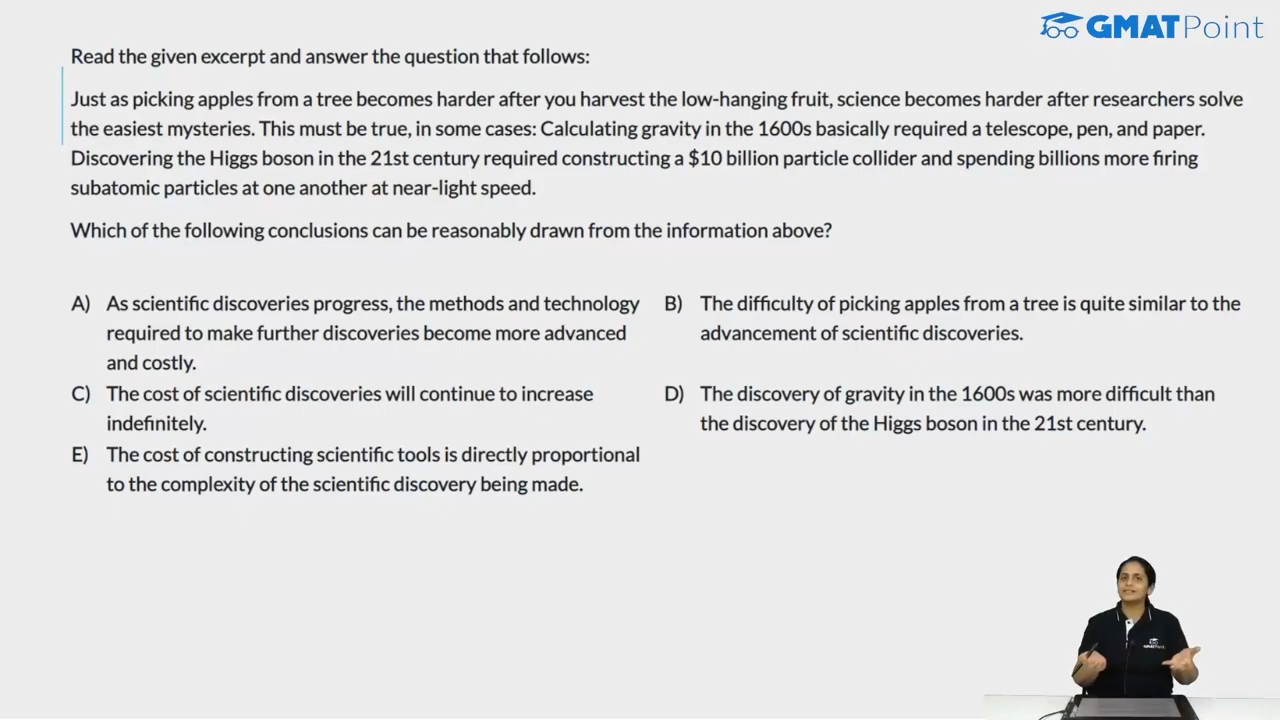 GMAT Point
Read the given excerpt and answer the question that follows:
Just as picking apples from a tree becomes harder after you harvest the low-hanging fruit, science becomes harder after researchers solve
the easiest mysteries. This must be true, in some cases: Calculating gravity in the 1600s basically required a telescope, pen, and paper.
Discovering the Higgs boson in the 21st century required constructing a $10 billion particle collider and spending billions more firing
subatomic particles at one another at near-light speed.
Which of the following conclusions can be reasonably drawn from the information above?
A) As scientific discoveries progress, the methods and technology
required to make further discoveries become more advanced
and costly.
B) The difficulty of picking apples from a tree is quite similar to the
advancement of scientific discoveries.
C) The cost of scientific discoveries will continue to increase
indefinitely.
D) The discovery of gravity in the 1600s was more difficult than
the discovery of the Higgs boson in the 21st century.
E) The cost of constructing scientific tools is directly proportional
to the complexity of the scientific discovery being made.